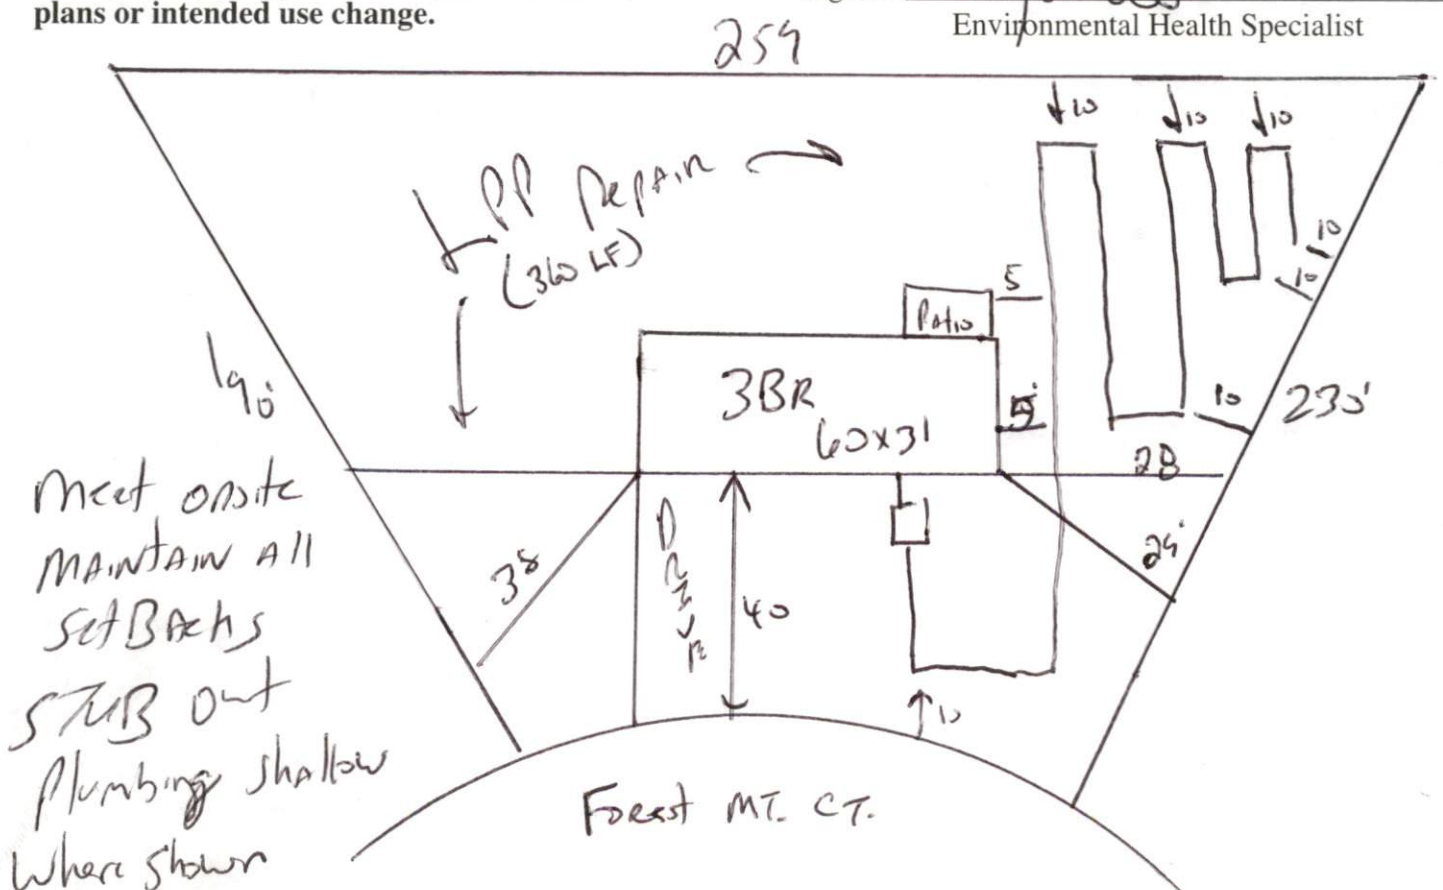 plans or intended use change.
Environmental Health Specialist
259
10
10
10
LPP Repair
(360 LF)
10
10
5
Patio
190'
3BR
60x31
5'
10
230'
28
Meet onsite
MAINTAIN All
SetBAcks
STUB Out
Plumbing Shallow
Where Shown
38
DRIVE
40
29'
10
Forest MT. CT.